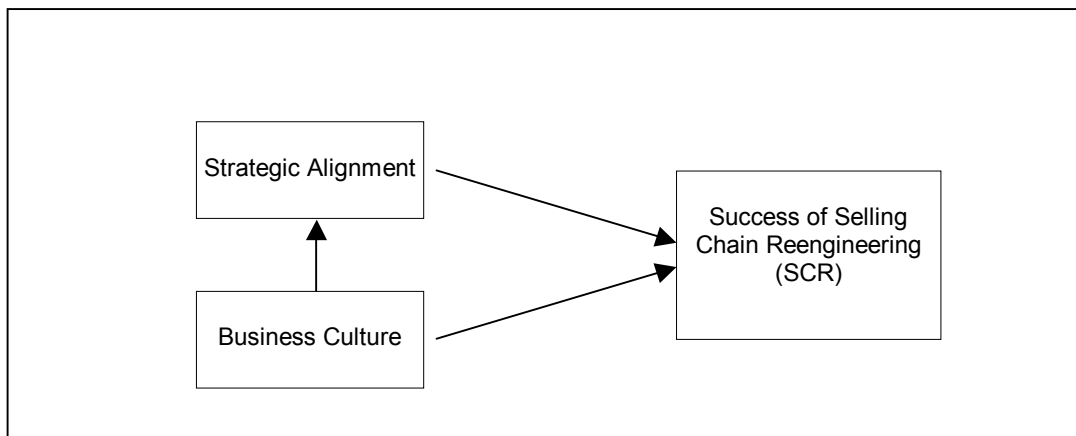 Strategic Alignment
Success of Selling
Chain Reengineering
(SCR)
Business Culture